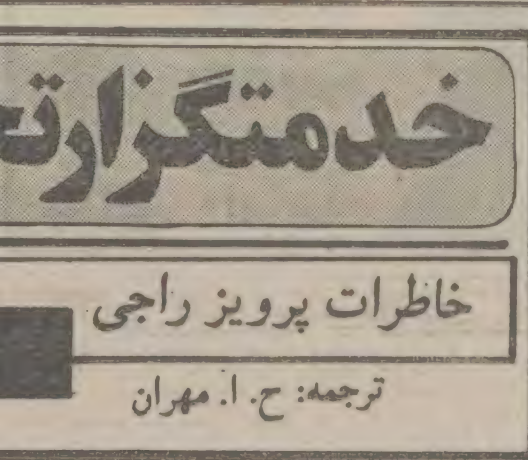 خدمتگزار
خاطرات پرویز راجی
ترجمه: ح. ا. مهران